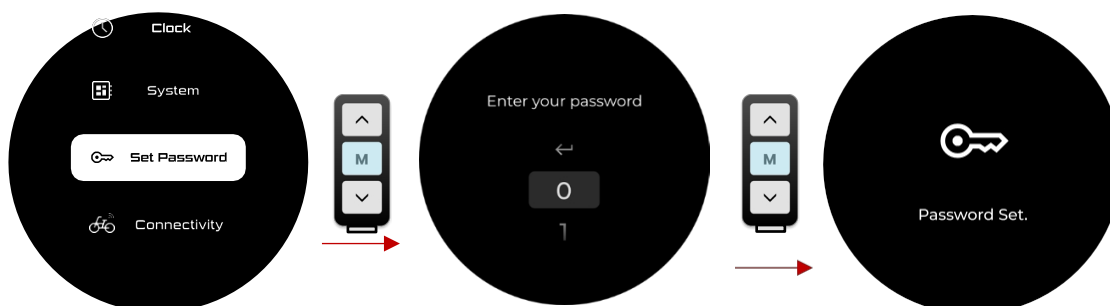 Clock
System
Set Password
Connectivity
M
Enter your password
0
1
M
Password Set.